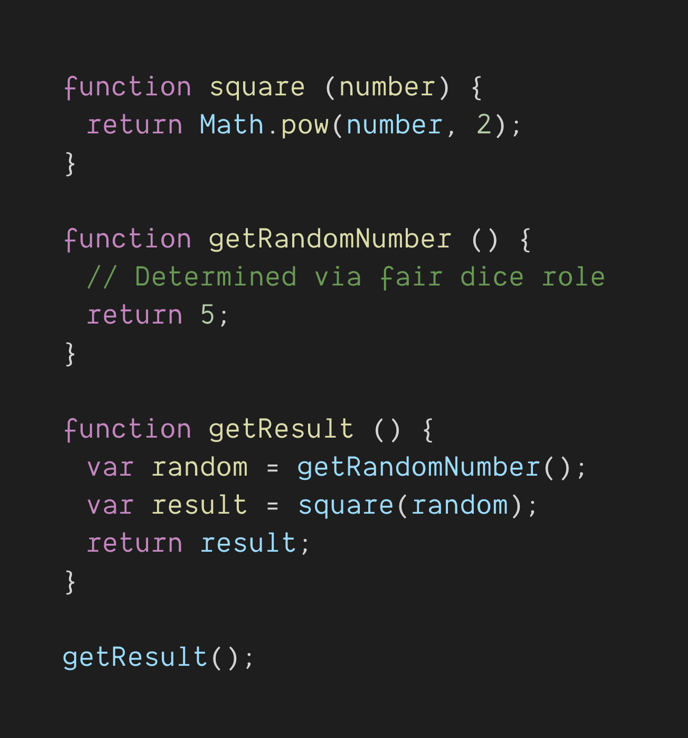 function square (number) {
  return Math.pow(number, 2);
}

function getRandomNumber () {
  // Determined via fair dice role
  return 5;
}

function getResult () {
  var random = getRandomNumber();
  var result = square(random);
  return result;
}

getResult();